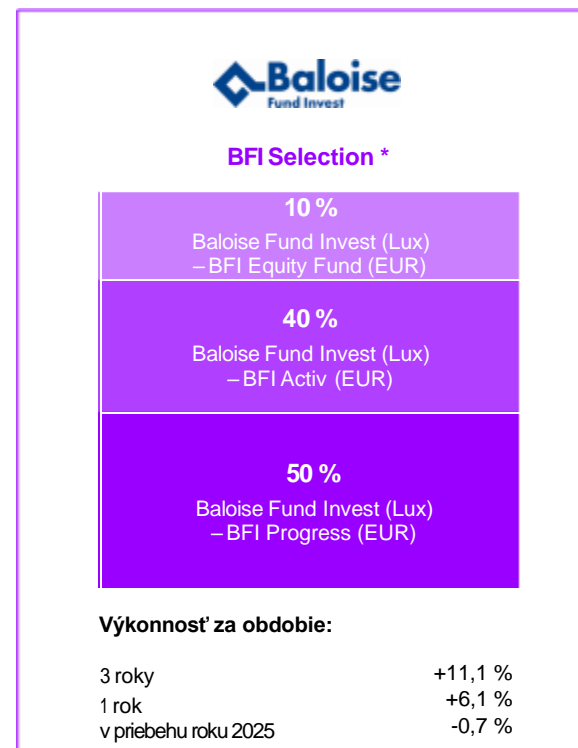 Baloise
Fund Invest
BFI Selection *
10 %
Baloise Fund Invest (Lux)
– BFI Equity Fund (EUR)
40 %
Baloise Fund Invest (Lux)
– BFI Activ (EUR)
50 %
Baloise Fund Invest (Lux)
– BFI Progress (EUR)
Výkonnosť za obdobie:
3 roky +11,1 %
1 rok +6,1 %
v priebehu roku 2025 -0,7 %